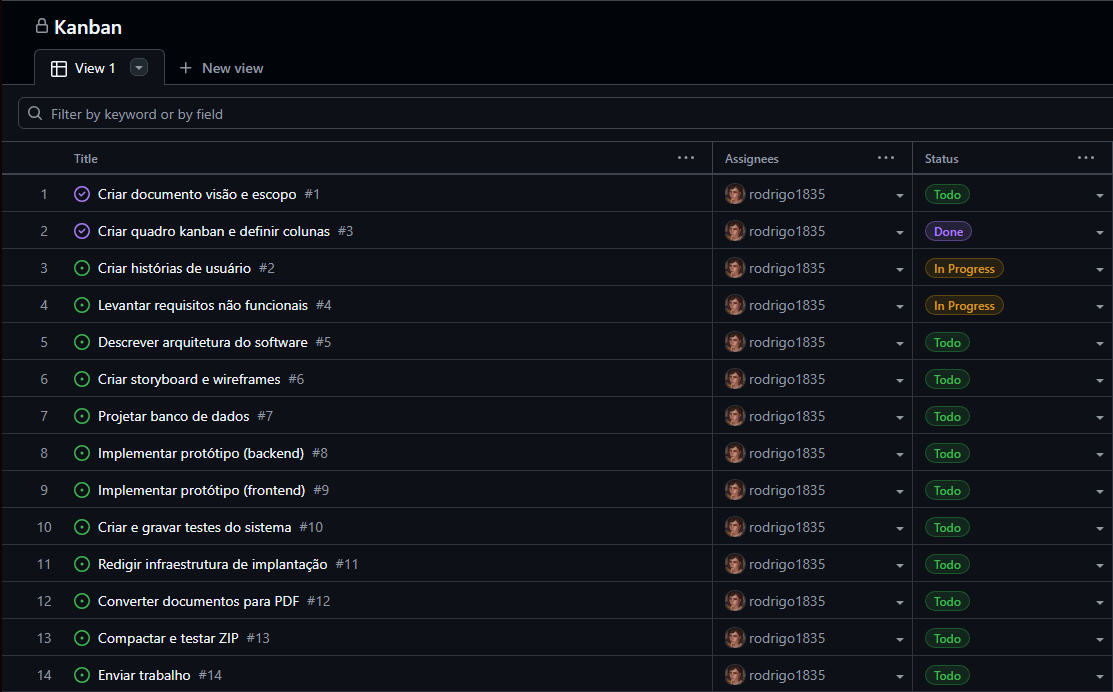 Kanban
View 1 New view
Filter by keyword or by field
Title Assignees Status
1 Criar documento visão e escopo #1 rodrigo1835 Todo
2 Criar quadro kanban e definir colunas #3 rodrigo1835 Done
3 Criar histórias de usuário #2 rodrigo1835 In Progress
4 Levantar requisitos não funcionais #4 rodrigo1835 In Progress
5 Descrever arquitetura do software #5 rodrigo1835 Todo
6 Criar storyboard e wireframes #6 rodrigo1835 Todo
7 Projetar banco de dados #7 rodrigo1835 Todo
8 Implementar protótipo (backend) #8 rodrigo1835 Todo
9 Implementar protótipo (frontend) #9 rodrigo1835 Todo
10 Criar e gravar testes do sistema #10 rodrigo1835 Todo
11 Redigir infraestrutura de implantação #11 rodrigo1835 Todo
12 Converter documentos para PDF #12 rodrigo1835 Todo
13 Compactar e testar ZIP #13 rodrigo1835 Todo
14 Enviar trabalho #14 rodrigo1835 Todo